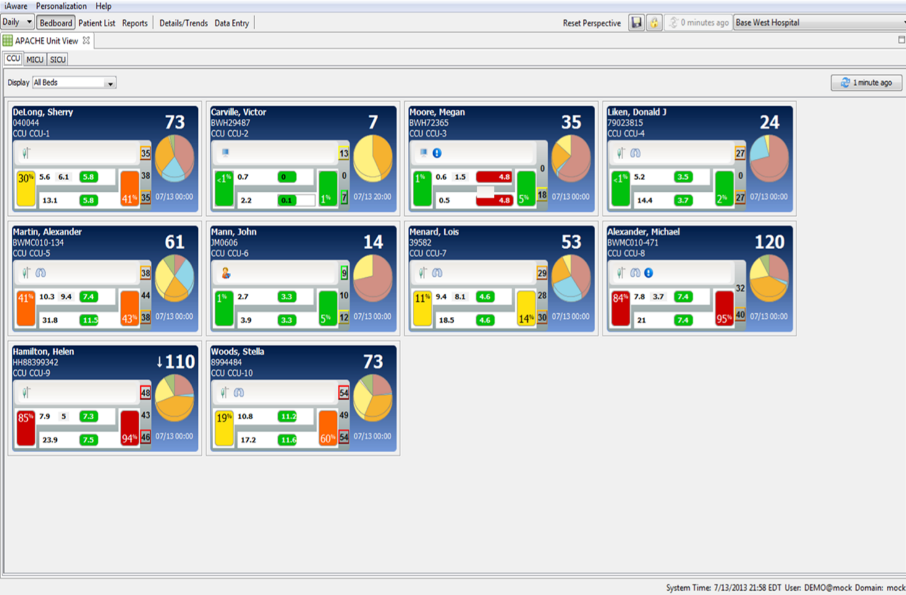 iAware Personalization Help
Daily Bedboard Patient List Reports Details/Trends Data Entry Reset Perspective 0 minutes ago Base West Hospital
APACHE Unit View
CCU MICU SICU
Display All Beds 1 minute ago
DeLong, Sherry
040044 73
CCU CCU-1
35
30% 5.6 6.1 5.8 38
13.1 5.8 41% 35 07/13 00:00
Carville, Victor
BWH29487 7
CCU CCU-2
13
<1% 0.7 0 0
2.2 0.1 1% 7 07/13 20:00
Moore, Megan
BWH72365 35
CCU CCU-3
1% 0.6 1.5 4.8 0
0.5 4.8 5% 18 07/13 00:00
Liken, Donald J
79023815 24
CCU CCU-4
27
<1% 5.2 3.5 0
14.4 3.7 2% 27 07/13 00:00
Martin, Alexander
BWMC010-134 61
CCU CCU-5
38
41% 10.3 9.4 7.4 44
31.8 11.5 43% 38 07/13 00:00
Mann, John
JM0606 14
CCU CCU-6
9
1% 2.7 3.3 10
3.9 3.3 5% 12 07/13 00:00
Menard, Lois
39582 53
CCU CCU-7
29
11% 9.4 8.1 4.6 28
18.5 4.6 14% 30 07/13 00:00
Alexander, Michael
BWMC010-471 120
CCU CCU-8
84% 7.8 3.7 7.4 32
21 7.4 95% 40 07/13 00:00
Hamilton, Helen
HH88399342 ↓110
CCU CCU-9
48
85% 7.9 5 7.3 43
23.9 7.5 94% 46 07/13 00:00
Woods, Stella
8994484 73
CCU CCU-10
54
19% 10.8 11.2 49
17.2 11.6 60% 54 07/13 00:00
System Time: 7/13/2013 21:58 EDT User: DEMO@mock Domain: mock